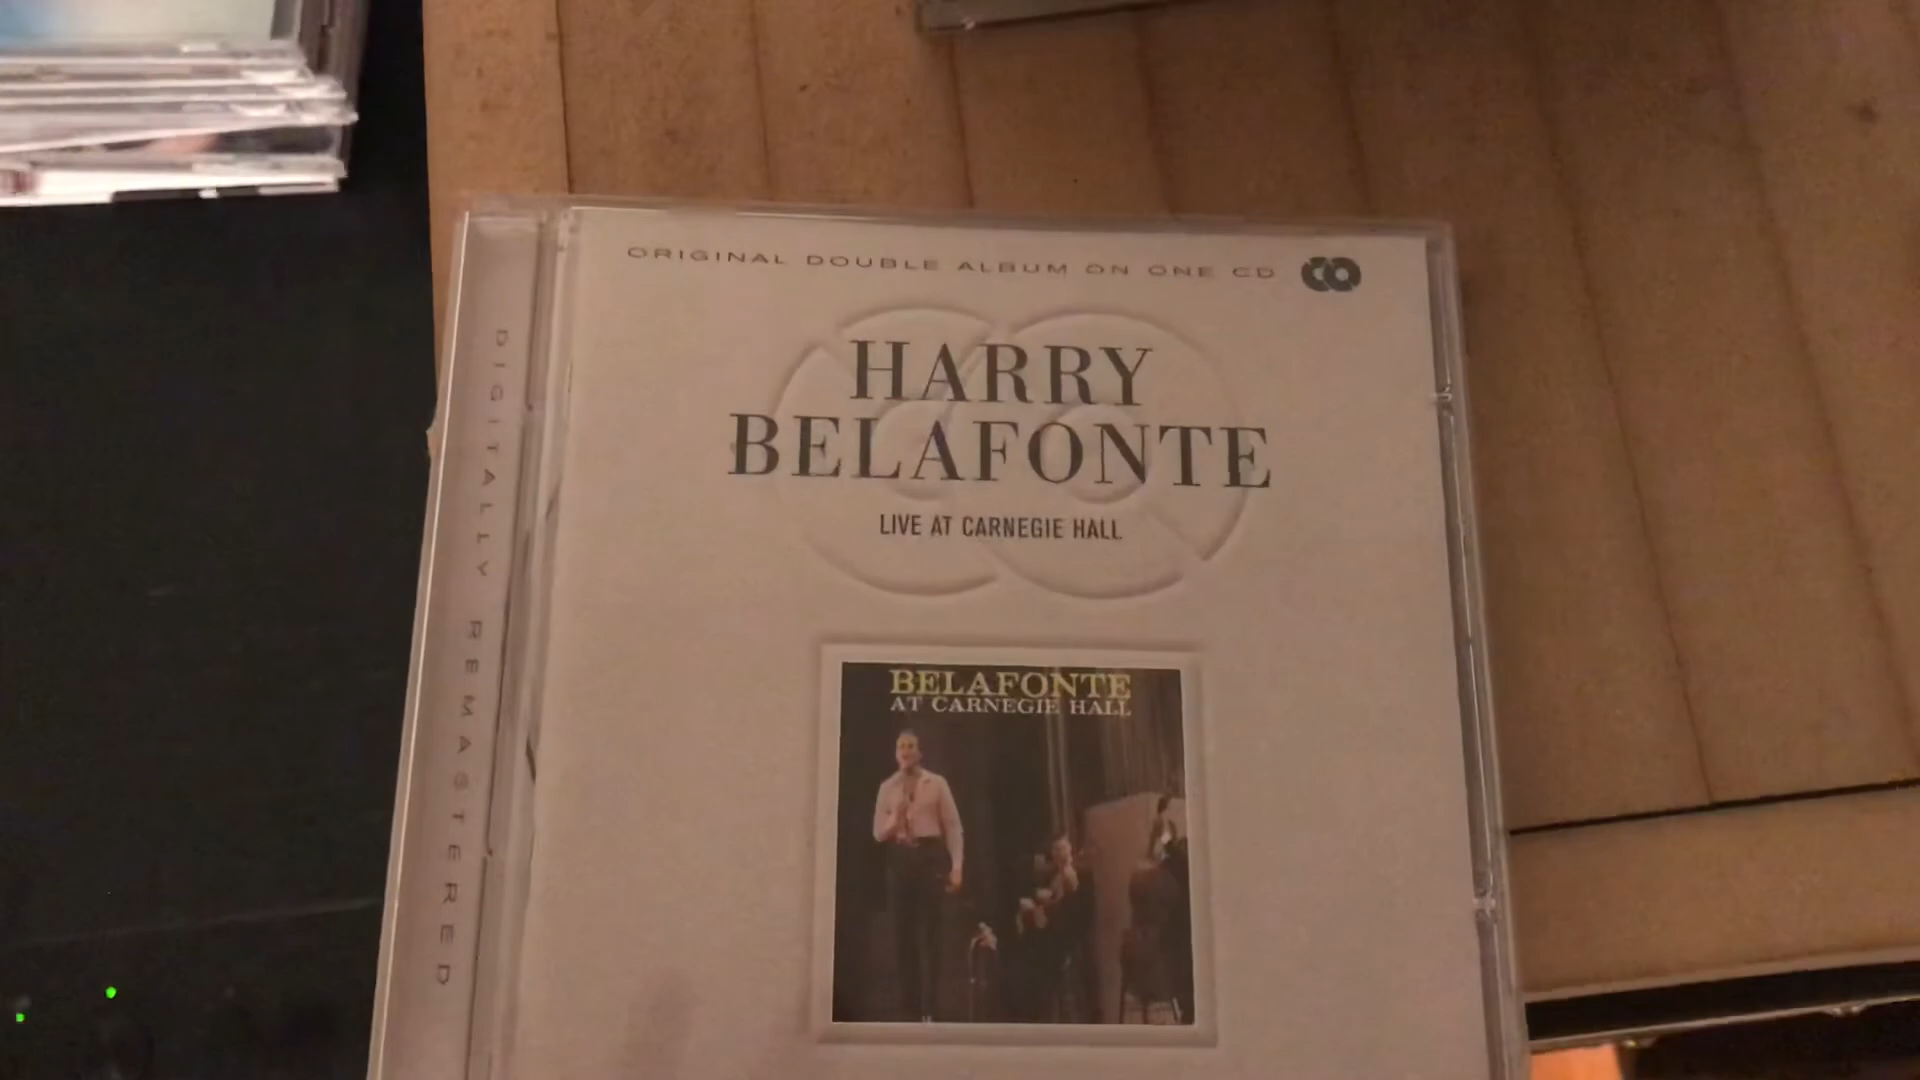 ORIGINAL DOUBLE ALBUM ON ONE CD
HARRY
BELAFONTE
LIVE AT CARNEGIE HALL
BELAFONTE
AT CARNEGIE HALL
DIGITALLY REMASTERED